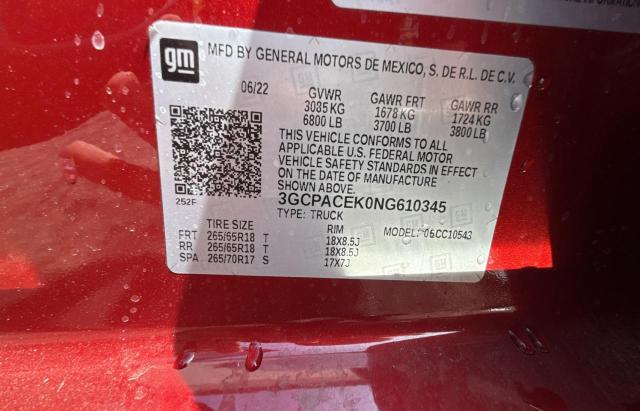 gm
MFD BY GENERAL MOTORS DE MEXICO, S. DE R.L. DE C.V.
06/22 GVWR GAWR FRT GAWR RR
3085 KG 1678 KG 1724 KG
6800 LB 3700 LB 3800 LB
THIS VEHICLE CONFORMS TO ALL
APPLICABLE U.S. FEDERAL MOTOR
VEHICLE SAFETY STANDARDS IN EFFECT
ON THE DATE OF MANUFACTURE
SHOWN ABOVE.
252F
3GCPACEK0NG610345
TYPE: TRUCK MODEL: 06CC10543
TIRE SIZE RIM
FRT 265/65R18 T 18X8.5J
RR 265/65R18 T 18X8.5J
SPA 265/70R17 S 17X7J